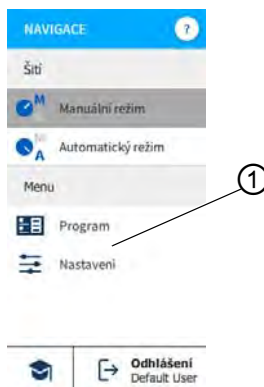 NAVIGACE ?
Šití
M Manuální režim
A Automatický režim
Menu
Program
Nastavení
1
Odhlášení
Default User